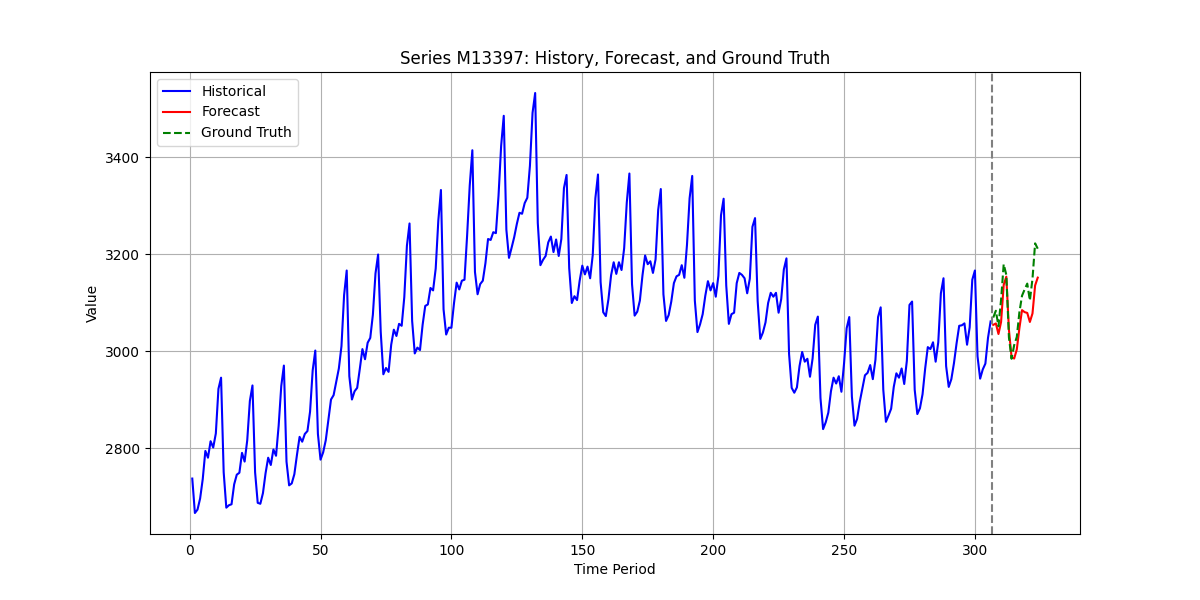 Series M13397: History, Forecast, and Ground Truth
Historical
Forecast
Ground Truth
3400
3200
3000
2800
Value
0 50 100 150 200 250 300
Time Period